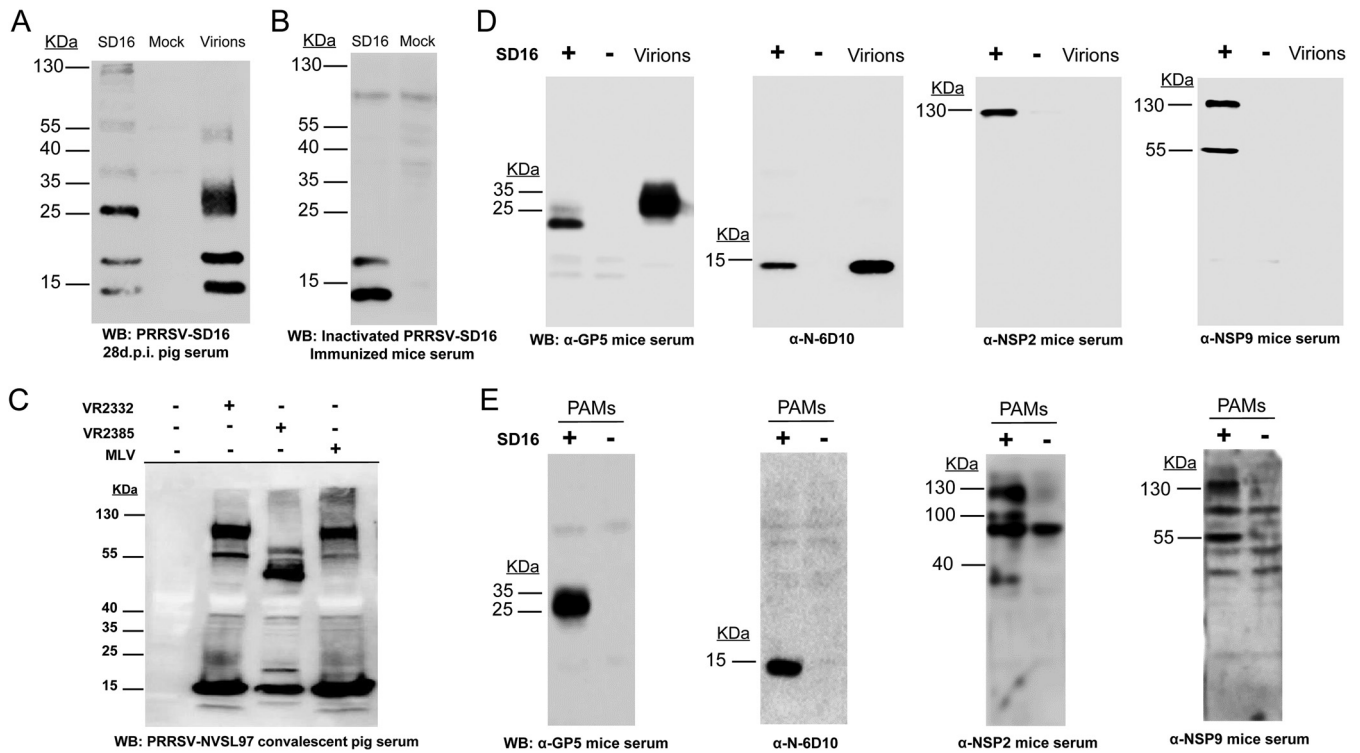 A
KDa SD16 Mock Virions
130
55
40
35
25
15
WB: PRRSV-SD16
28d.p.i. pig serum
B
KDa SD16 Mock
130
55
40
35
25
15
WB: Inactivated PRRSV-SD16
Immunized mice serum
C
VR2332 - + - -
VR2385 - - + -
MLV - - - +
KDa
130
55
40
35
25
15
WB: PRRSV-NVSL97 convalescent pig serum
D
SD16 + - Virions
KDa
35
25
WB: α-GP5 mice serum
+ - Virions
KDa
15
α-N-6D10
+ - Virions
KDa
130
α-NSP2 mice serum
+ - Virions
KDa
130
55
α-NSP9 mice serum
E
PAMs
SD16 + -
KDa
35
25
WB: α-GP5 mice serum
PAMs
+ -
KDa
15
α-N-6D10
PAMs
+ -
KDa
130
100
40
α-NSP2 mice serum
PAMs
+ -
KDa
130
55
α-NSP9 mice serum